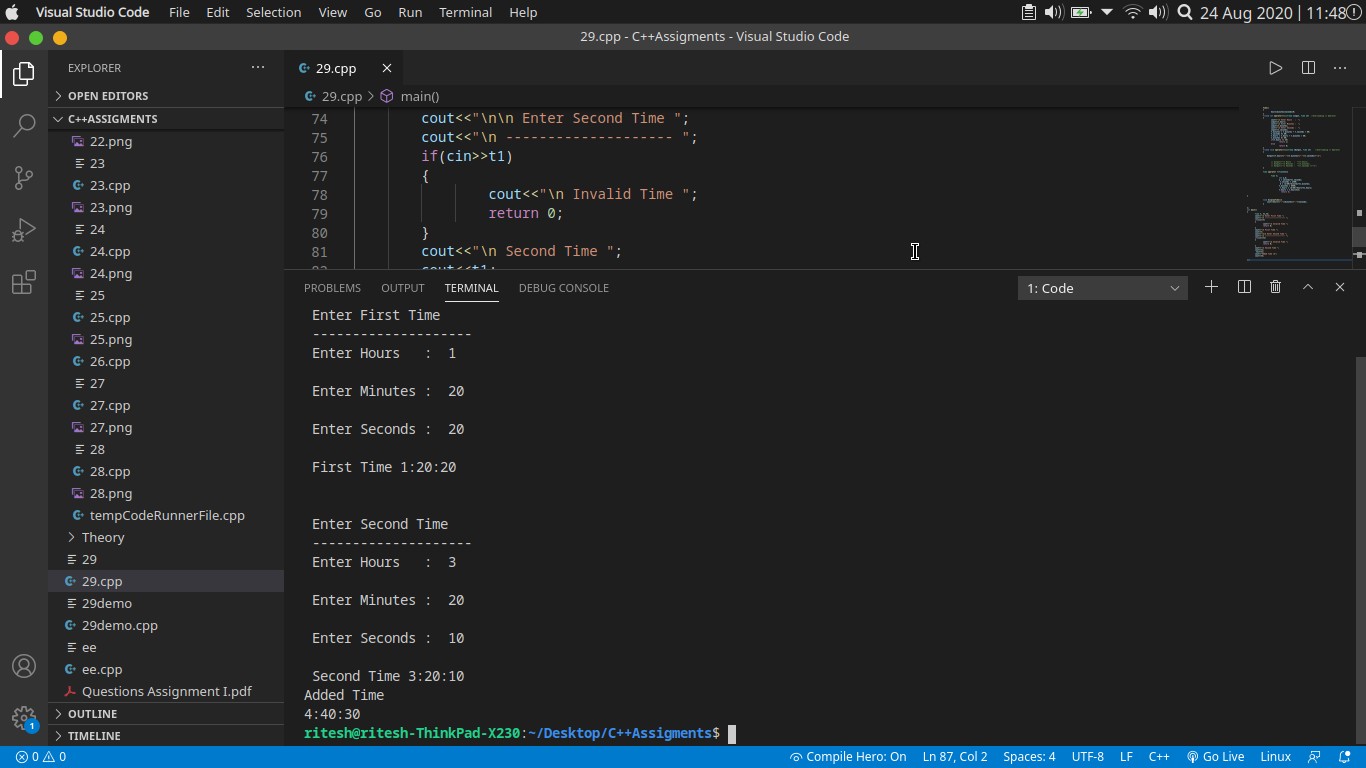 Visual Studio Code File Edit Selection View Go Run Terminal Help 24 Aug 2020 | 11:48
29.cpp - C++Assigments - Visual Studio Code
EXPLORER
OPEN EDITORS
C++ASSIGMENTS
22.png
23
23.cpp
23.png
24
24.cpp
24.png
25
25.cpp
25.png
26.cpp
27
27.cpp
27.png
28
28.cpp
28.png
tempCodeRunnerFile.cpp
Theory
29
29.cpp
29demo
29demo.cpp
ee
ee.cpp
Questions Assignment I.pdf
OUTLINE
TIMELINE
1
29.cpp
29.cpp > main()
74 cout<<"\n\n Enter Second Time ";
75 cout<<"\n -------------------- ";
76 if(cin>>t1)
77 {
78 cout<<"\n Invalid Time ";
79 return 0;
80 }
81 cout<<"\n Second Time ";
PROBLEMS OUTPUT TERMINAL DEBUG CONSOLE 1: Code
Enter First Time
-------------------
Enter Hours : 1
Enter Minutes : 20
Enter Seconds : 20
First Time 1:20:20
Enter Second Time
-------------------
Enter Hours : 3
Enter Minutes : 20
Enter Seconds : 10
Second Time 3:20:10
Added Time
4:40:30
ritesh@ritesh-ThinkPad-X230:~/Desktop/C++Assigments$
0 0 Compile Hero: On Ln 87, Col 2 Spaces: 4 UTF-8 LF C++ Go Live Linux